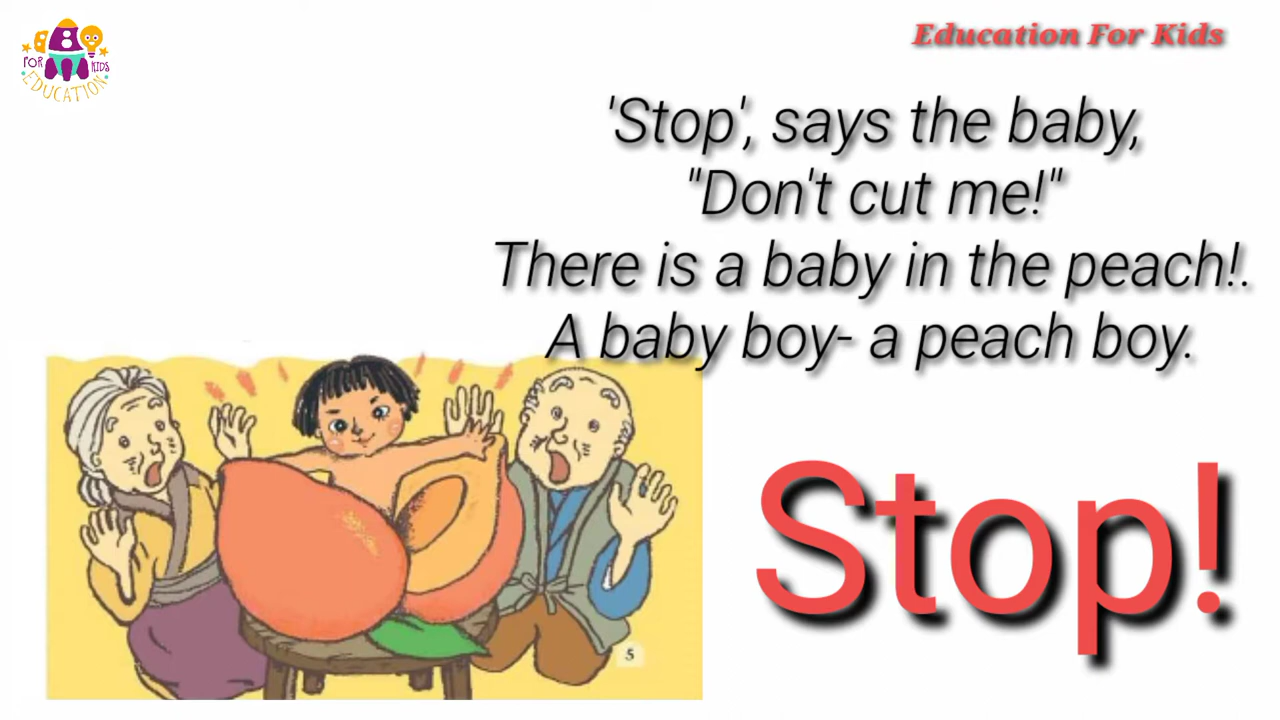 FOR KIDS
EDUCATION
Education For Kids
'Stop', says the baby,
"Don't cut me!"
There is a baby in the peach!.
A baby boy- a peach boy.
Stop!
5